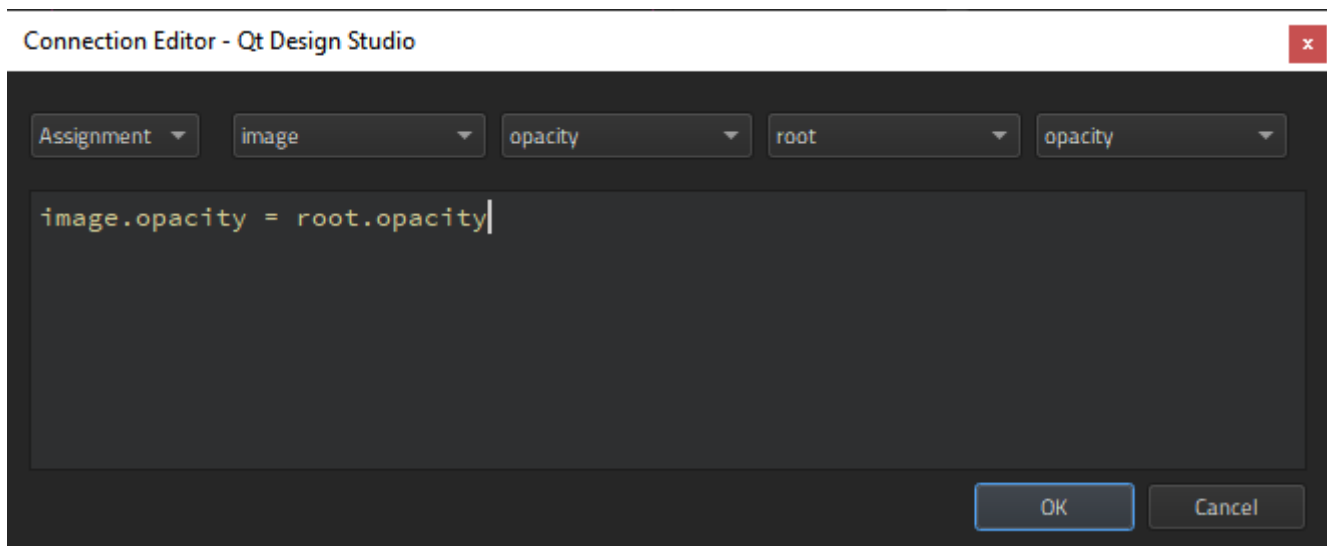 Connection Editor - Qt Design Studio
x
Assignment image opacity root opacity
image.opacity = root.opacity
OK Cancel